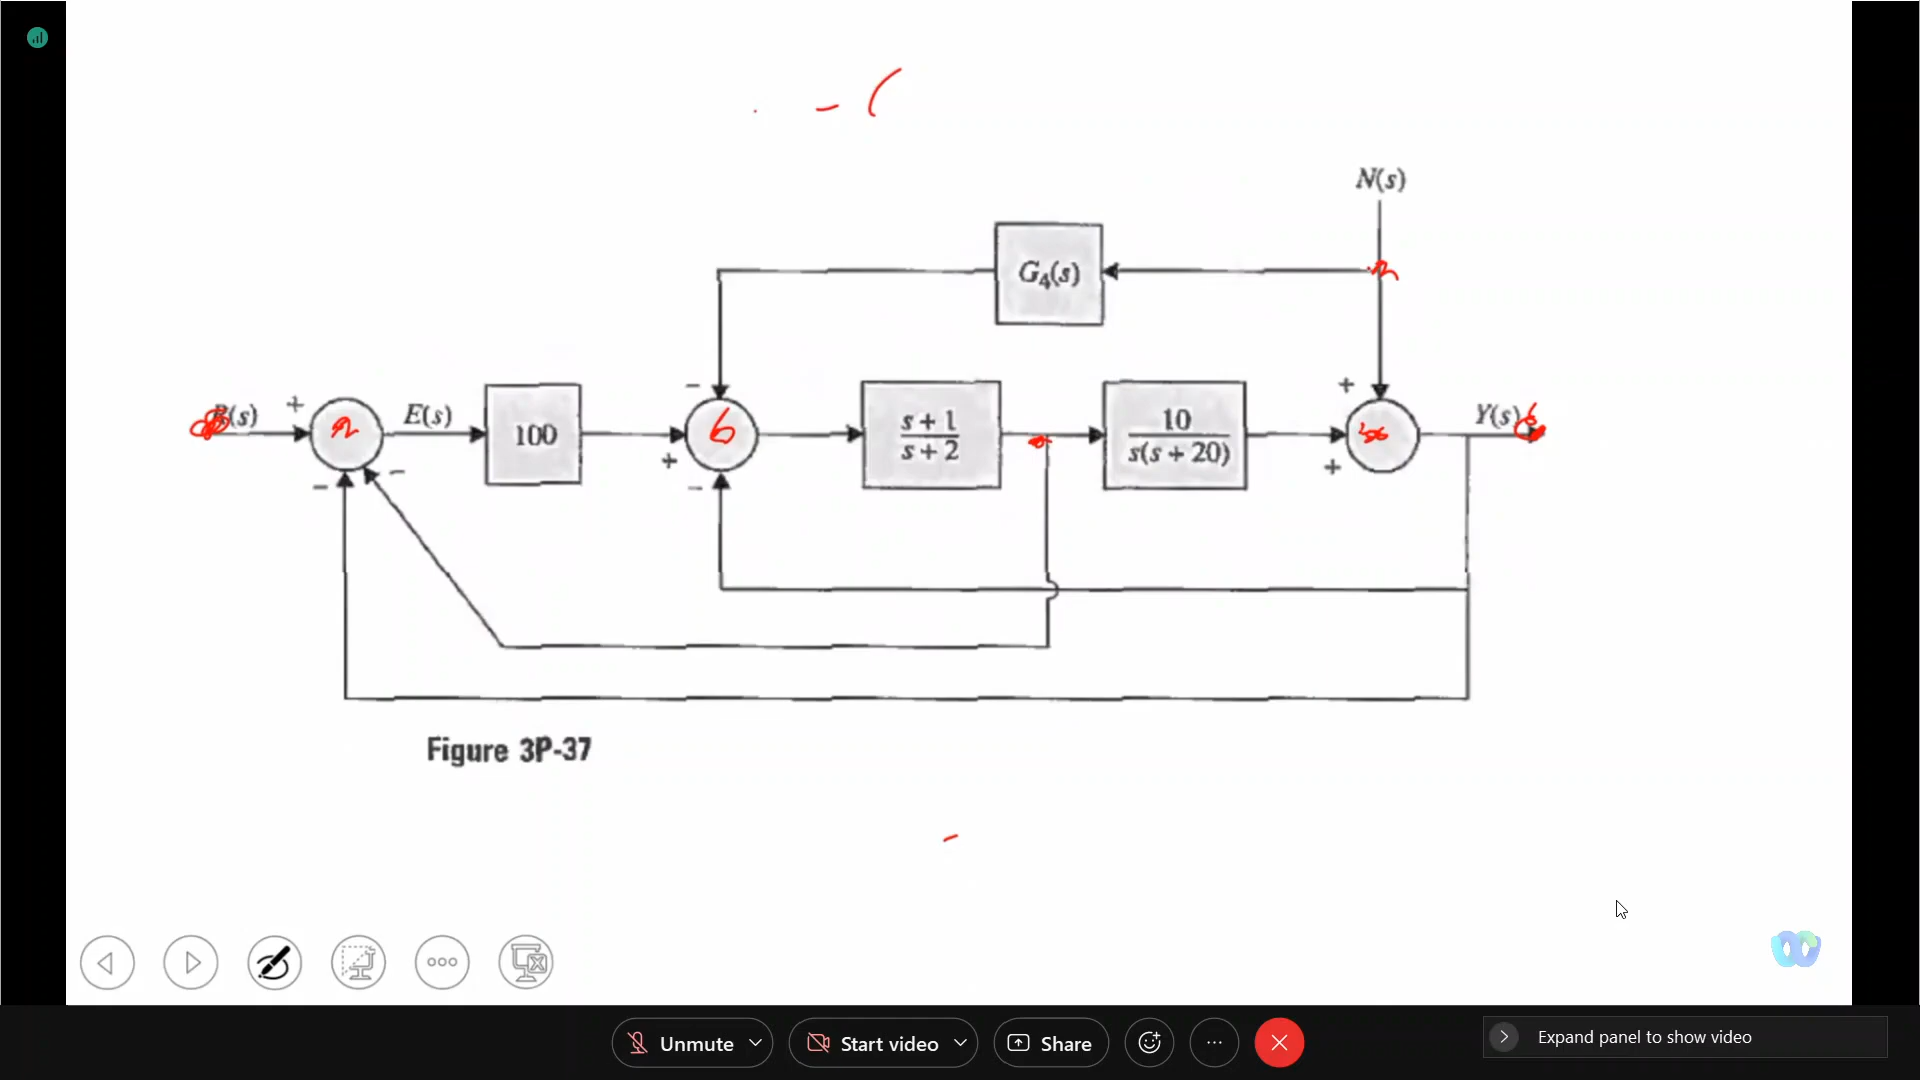 N(s)
G4(s)
+
−
+
R(s)
+
E(s)
100
s + 1
s + 2
10
s(s + 20)
Y(s)
−
−
+
−
+
Figure 3P-37
Unmute
Start video
Share
Expand panel to show video